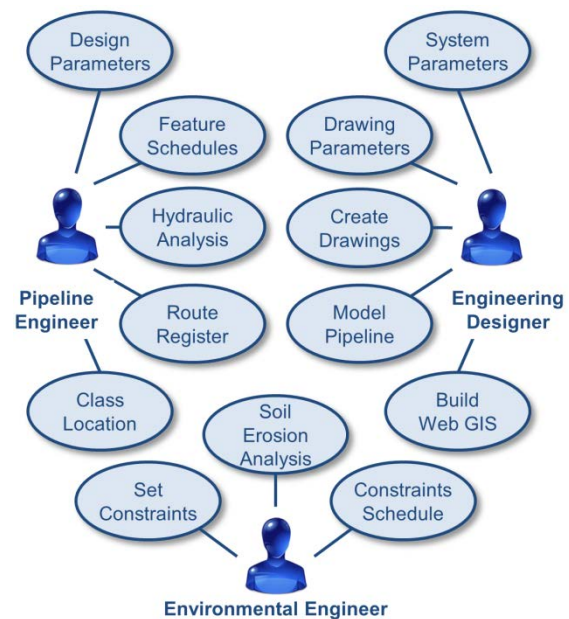 Design
Parameters
System
Parameters
Feature
Schedules
Drawing
Parameters
Hydraulic
Analysis
Create
Drawings
Pipeline
Engineer
Route
Register
Model
Pipeline
Engineering
Designer
Class
Location
Soil
Erosion
Analysis
Build
Web GIS
Set
Constraints
Constraints
Schedule
Environmental Engineer